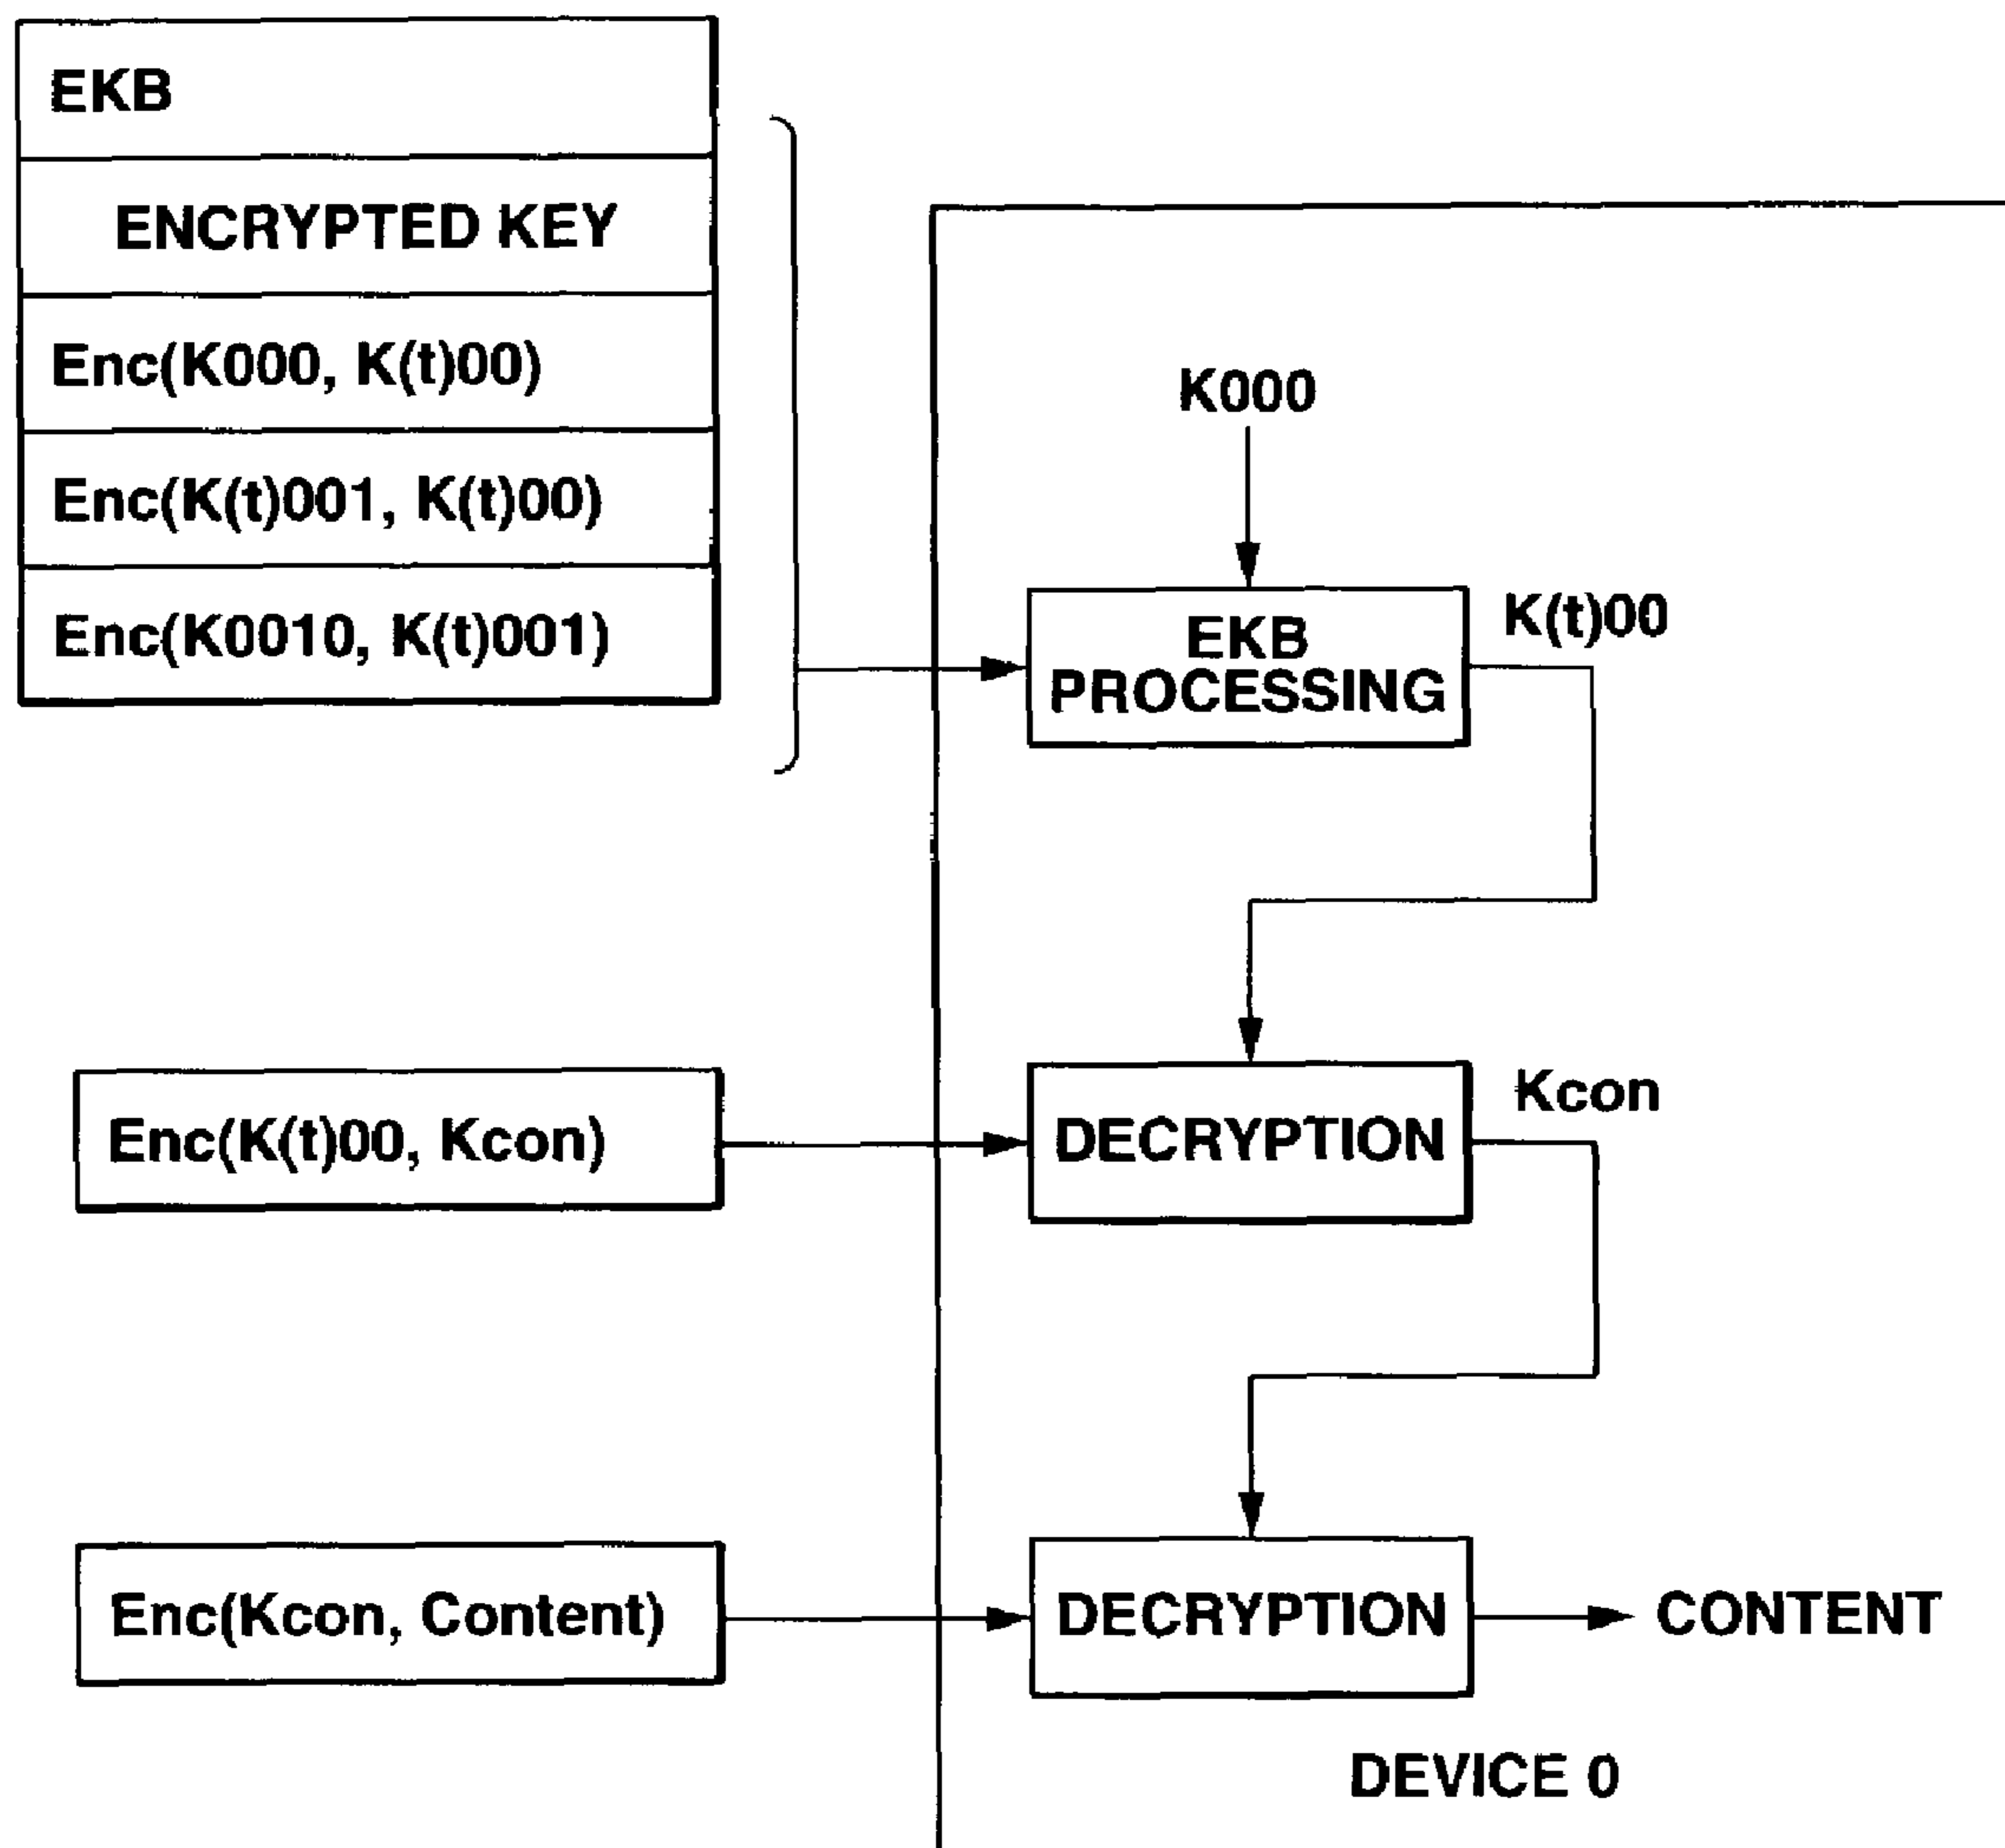 EKB
ENCRYPTED KEY
Enc(K000, K(t)00)
Enc(K(t)001, K(t)00)
Enc(K0010, K(t)001)
K000
EKB
PROCESSING
K(t)00
Enc(K(t)00, Kcon)
DECRYPTION
Kcon
Enc(Kcon, Content)
DECRYPTION
CONTENT
DEVICE 0